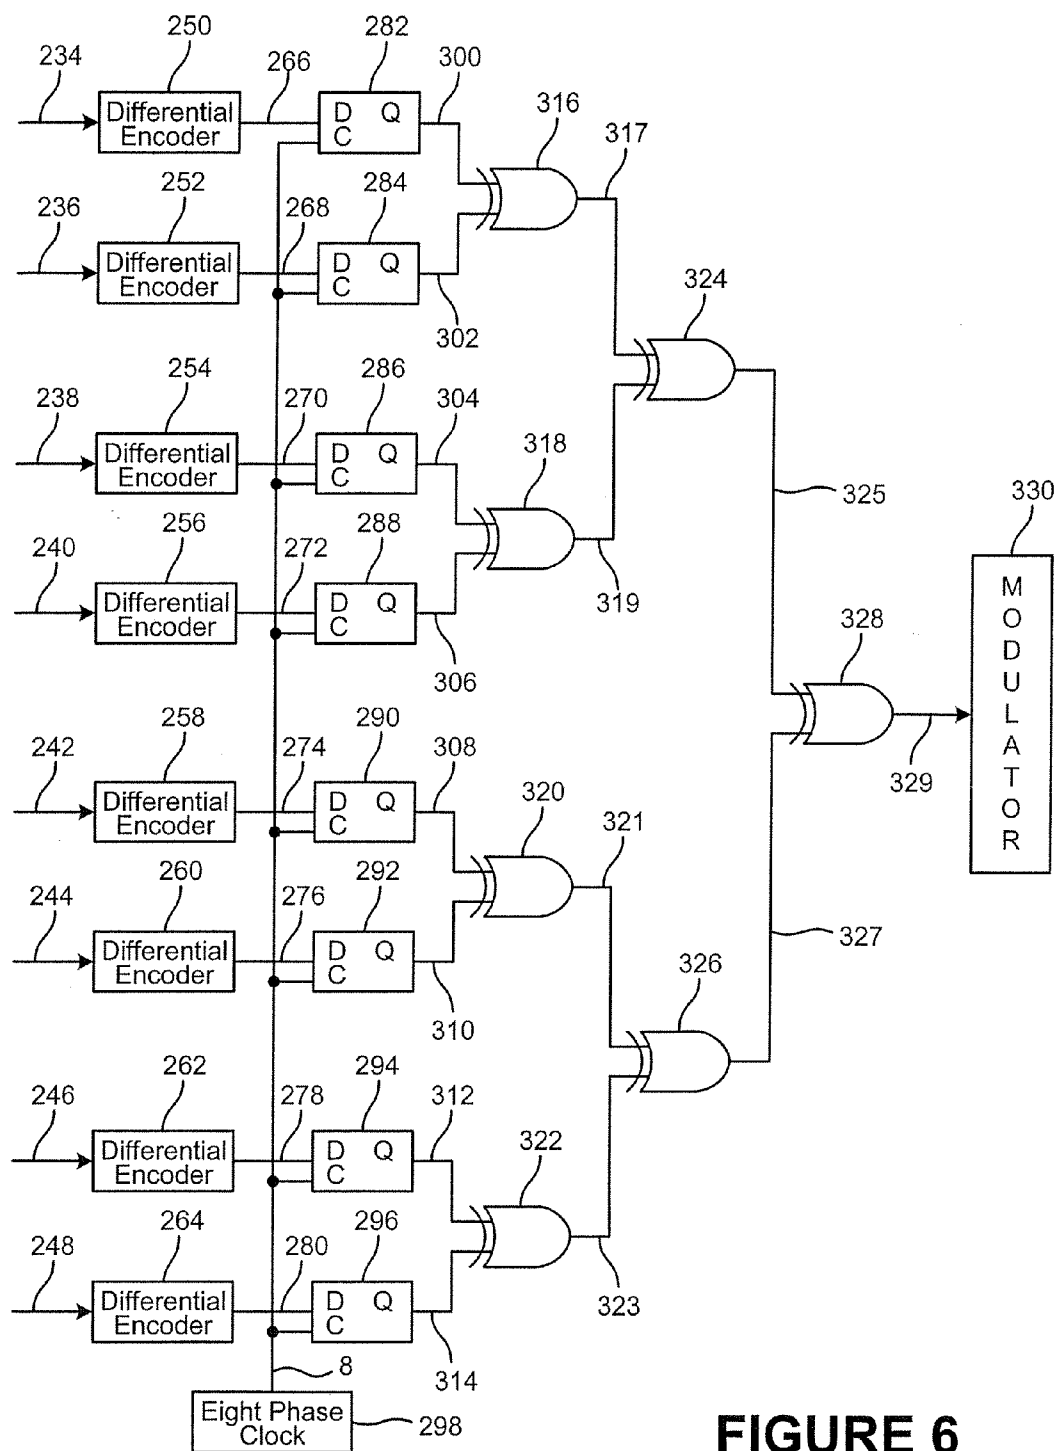 250
282
234
266
300
Differential
Encoder
D Q
C
316
317
252
284
236
268
Differential
Encoder
D Q
C
302
324
254
286
238
270
304
Differential
Encoder
D Q
C
318
325
330
256
288
240
272
Differential
Encoder
D Q
C
319
306
MODULATOR
328
329
258
290
242
274
308
Differential
Encoder
D Q
C
320
321
260
292
244
276
Differential
Encoder
D Q
C
310
327
326
262
294
246
278
312
Differential
Encoder
D Q
C
322
264
296
248
280
Differential
Encoder
D Q
C
323
314
8
Eight Phase
Clock
298
FIGURE 6